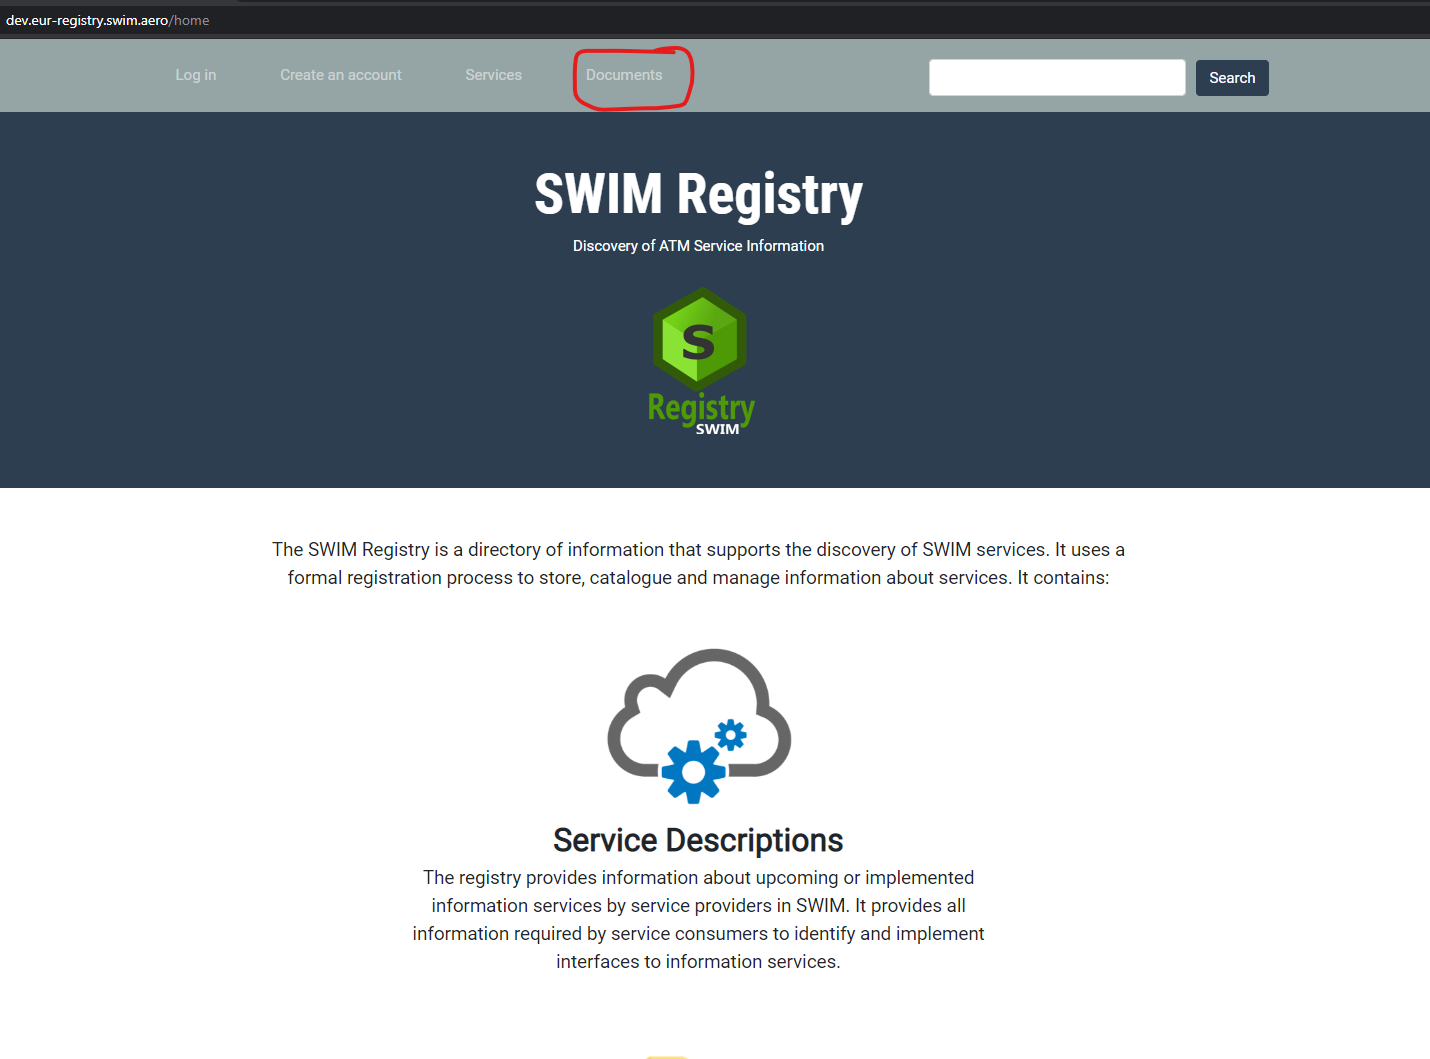 dev.eur-registry.swim.aero/home
Log in Create an account Services Documents Search
SWIM Registry
Discovery of ATM Service Information
S
Registry
SWIM
The SWIM Registry is a directory of information that supports the discovery of SWIM services. It uses a
formal registration process to store, catalogue and manage information about services. It contains:
Service Descriptions
The registry provides information about upcoming or implemented
information services by service providers in SWIM. It provides all
information required by service consumers to identify and implement
interfaces to information services.